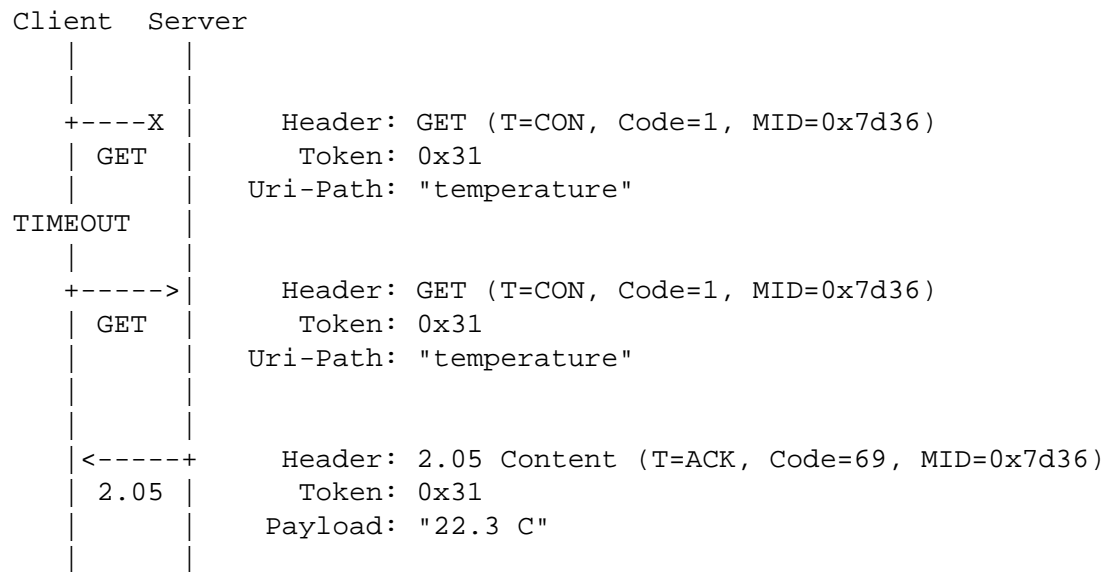 Client  Server
   |      |
   |      |
   +----X |     Header: GET (T=CON, Code=1, MID=0x7d36)
   | GET  |      Token: 0x31
   |      |   Uri-Path: "temperature"
TIMEOUT   |
   |      |
   +----->|     Header: GET (T=CON, Code=1, MID=0x7d36)
   | GET  |      Token: 0x31
   |      |   Uri-Path: "temperature"
   |      |
   |      |
   |<-----+     Header: 2.05 Content (T=ACK, Code=69, MID=0x7d36)
   | 2.05 |      Token: 0x31
   |      |    Payload: "22.3 C"
   |      |